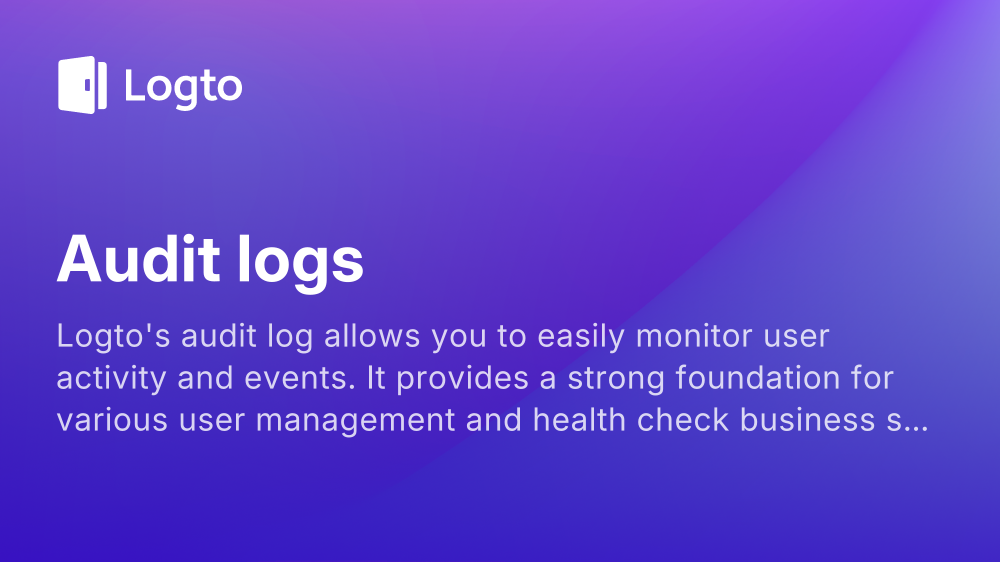 Logto
Audit logs
Logto's audit log allows you to easily monitor user
activity and events. It provides a strong foundation for
various user management and health check business s...